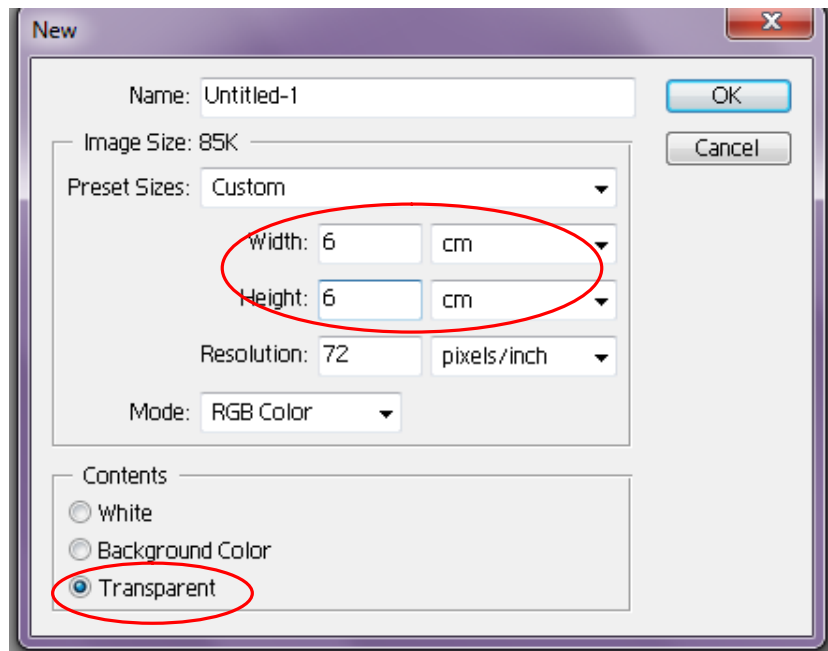 New
Name: Untitled-1
OK
Image Size: 85K
Cancel
Preset Sizes: Custom
Width: 6 cm
Height: 6 cm
Resolution: 72 pixels/inch
Mode: RGB Color
Contents
White
Background Color
Transparent